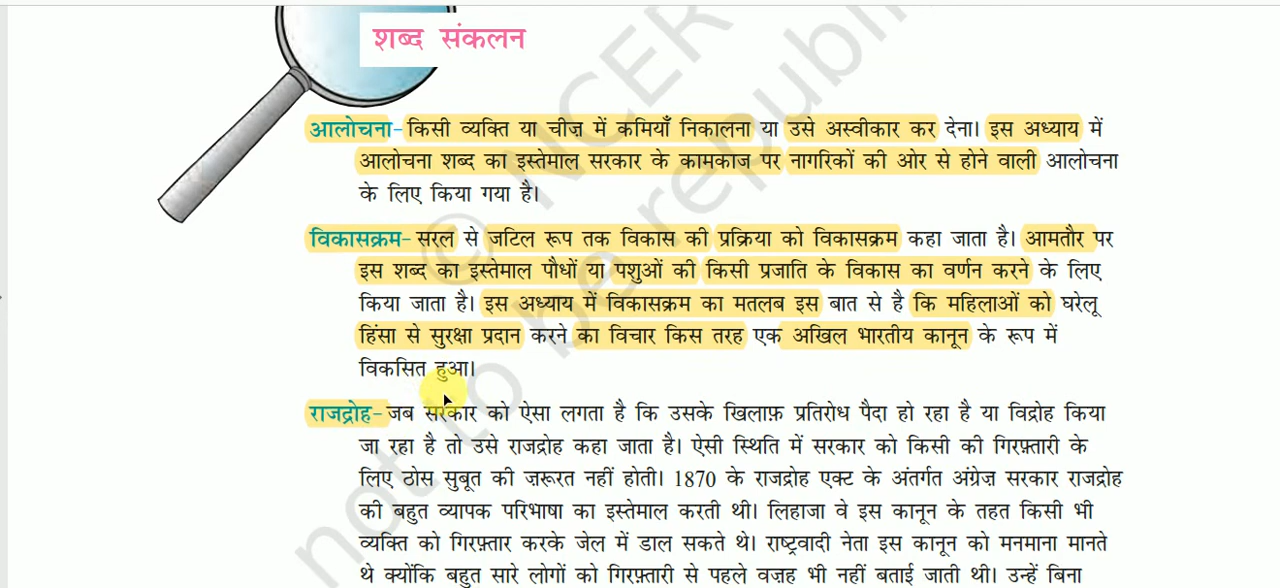 शब्द संकलन
आलोचना- किसी व्यक्ति या चीज़ में कमियाँ निकालना या उसे अस्वीकार कर देना। इस अध्याय में
आलोचना शब्द का इस्तेमाल सरकार के कामकाज पर नागरिकों की ओर से होने वाली आलोचना
के लिए किया गया है।
विकासक्रम- सरल से जटिल रूप तक विकास की प्रक्रिया को विकासक्रम कहा जाता है। आमतौर पर
इस शब्द का इस्तेमाल पौधों या पशुओं की किसी प्रजाति के विकास का वर्णन करने के लिए
किया जाता है। इस अध्याय में विकासक्रम का मतलब इस बात से है कि महिलाओं को घरेलू
हिंसा से सुरक्षा प्रदान करने का विचार किस तरह एक अखिल भारतीय कानून के रूप में
विकसित हुआ।
राजद्रोह- जब सरकार को ऐसा लगता है कि उसके खिलाफ़ प्रतिरोध पैदा हो रहा है या विद्रोह किया
जा रहा है तो उसे राजद्रोह कहा जाता है। ऐसी स्थिति में सरकार को किसी की गिरफ़्तारी के
लिए ठोस सुबूत की ज़रूरत नहीं होती। 1870 के राजद्रोह एक्ट के अंतर्गत अंग्रेज सरकार राजद्रोह
की बहुत व्यापक परिभाषा का इस्तेमाल करती थी। लिहाजा वे इस कानून के तहत किसी भी
व्यक्ति को गिरफ़्तार करके जेल में डाल सकते थे। राष्ट्रवादी नेता इस कानून को मनमाना मानते
थे क्योंकि बहुत सारे लोगों को गिरफ़्तारी से पहले वज़ह भी नहीं बताई जाती थी। उन्हें बिना
© NCER
not to be republi